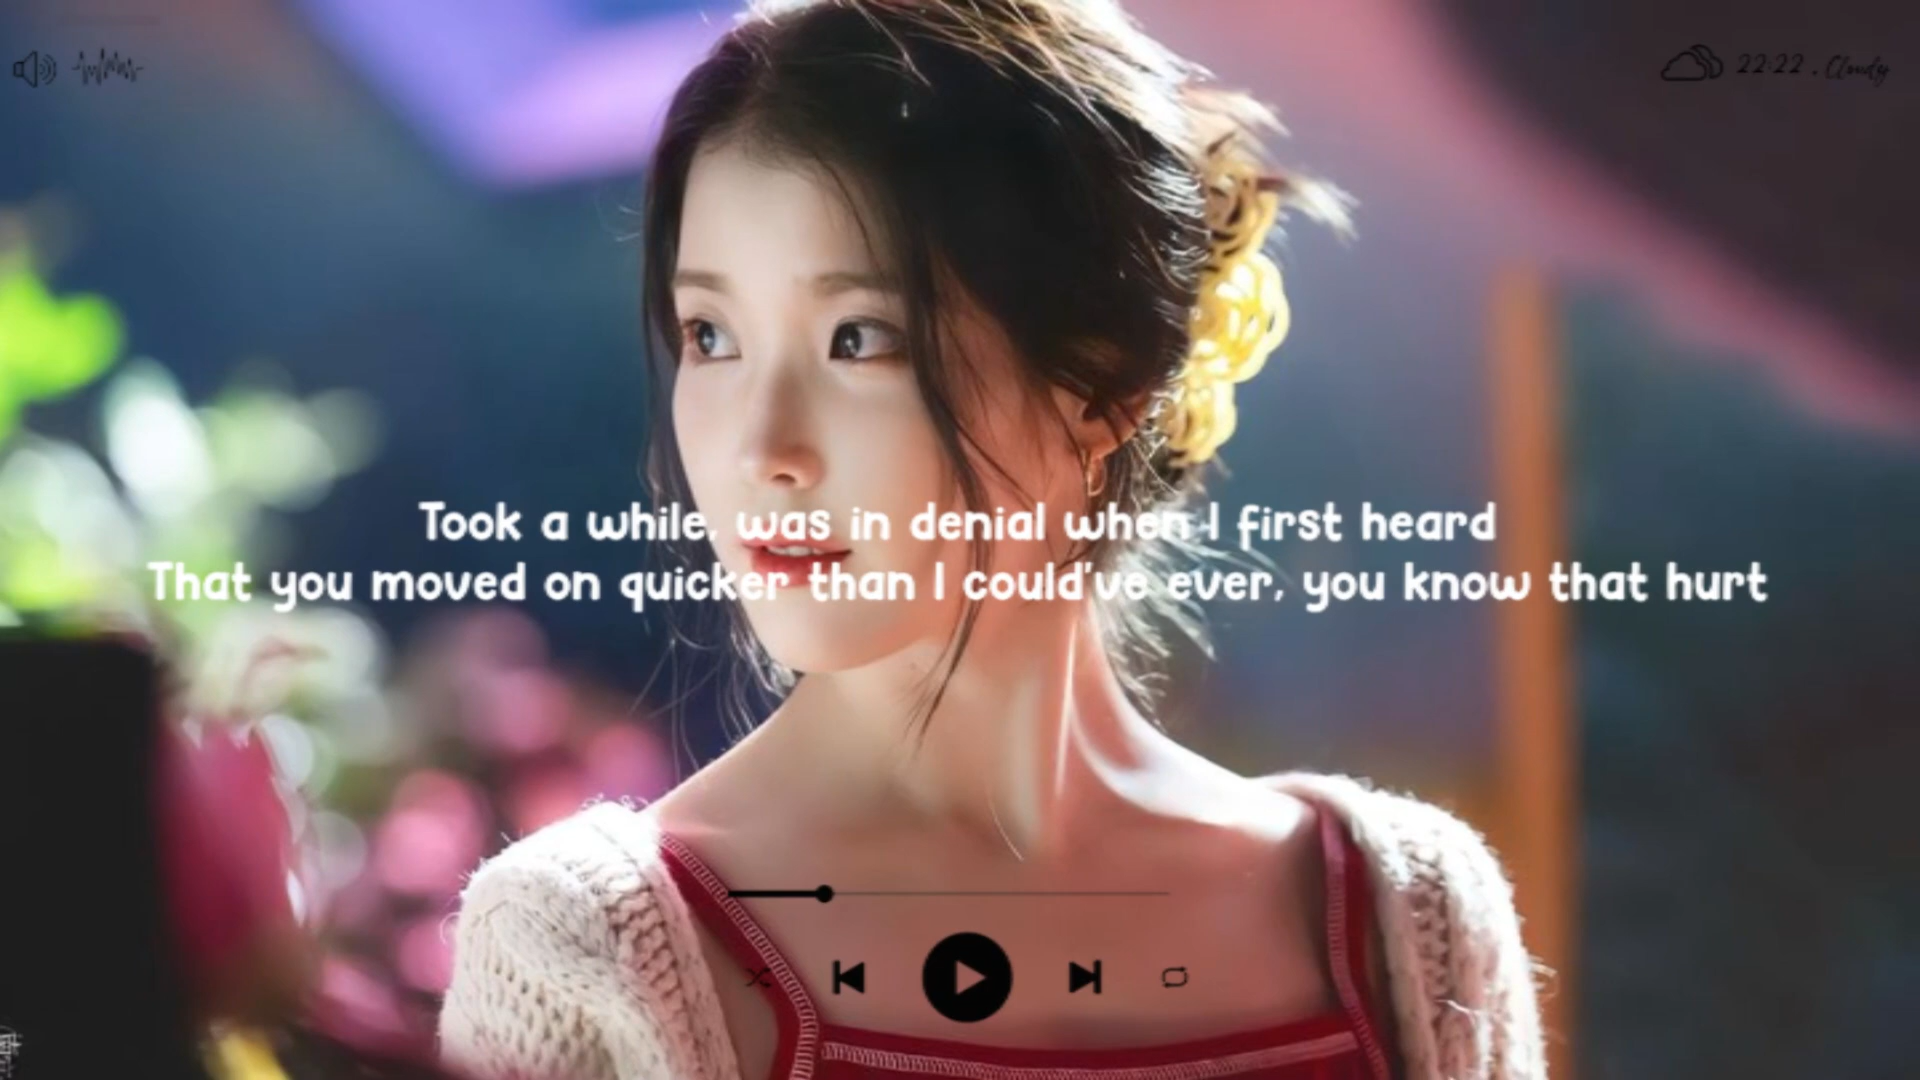 22:22 . Cloudy
Took a while, was in denial when I first heard
That you moved on quicker than I could've ever, you know that hurt